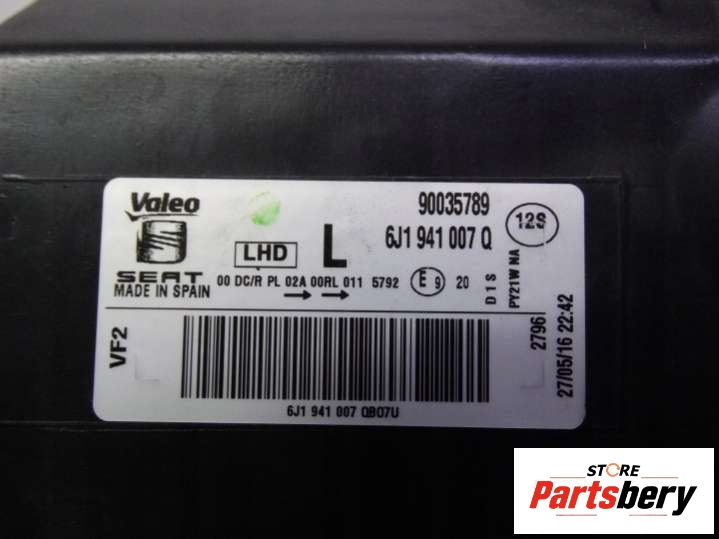 Valeo
SEAT
MADE IN SPAIN
LHD
L
90035789
6J1 941 007 Q
12S
00 DC/R PL 02A 00RL 011 5792 E 9 20
D1S
PY21W NA
VF2
2796
27/05/16 22:42
6J1 941 007 QB07U
STORE
Partsbery